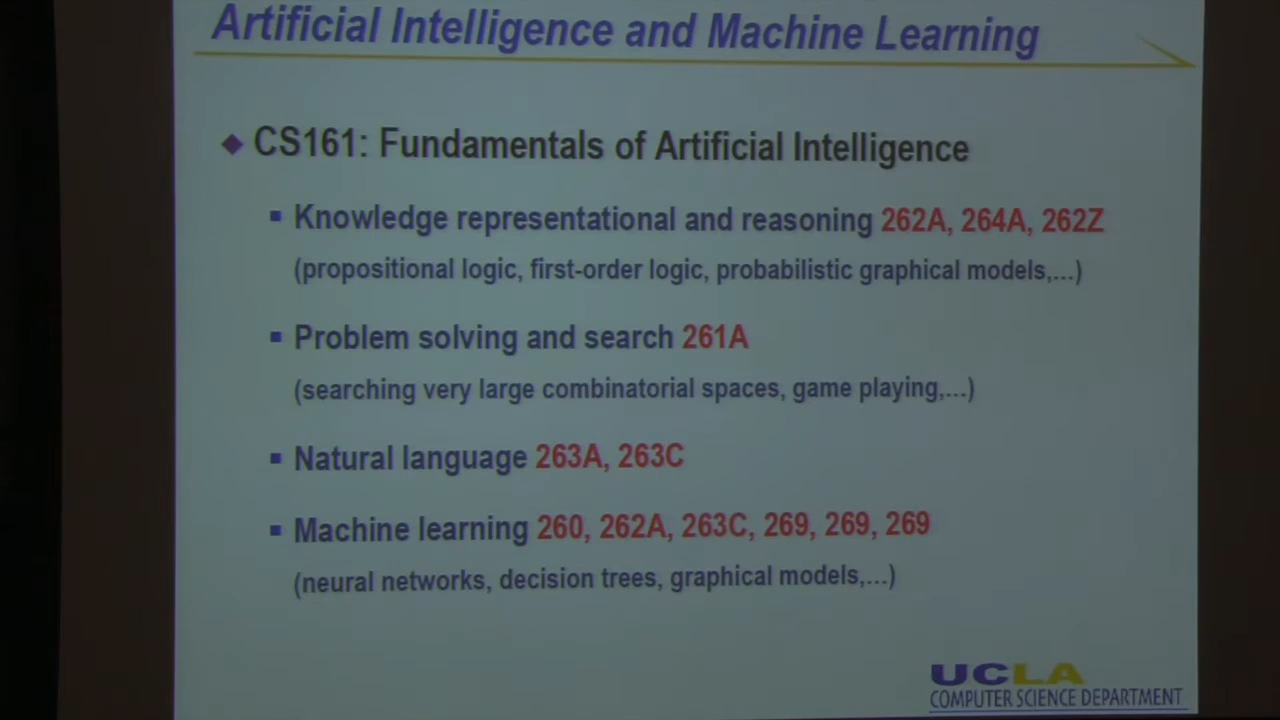 Artificial Intelligence and Machine Learning
CS161: Fundamentals of Artificial Intelligence
Knowledge representational and reasoning 262A, 264A, 262Z
(propositional logic, first-order logic, probabilistic graphical models,...)
Problem solving and search 261A
(searching very large combinatorial spaces, game playing,...)
Natural language 263A, 263C
Machine learning 260, 262A, 263C, 269, 269, 269
(neural networks, decision trees, graphical models,...)
UCLA
COMPUTER SCIENCE DEPARTMENT